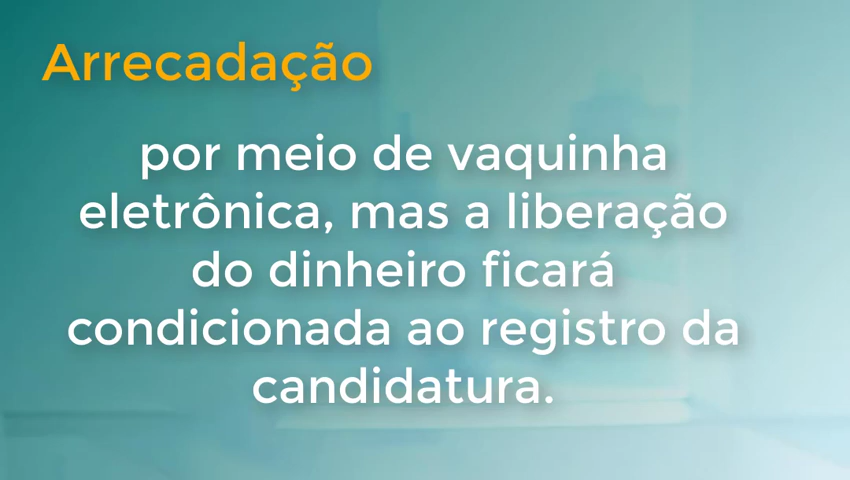 Arrecadação
por meio de vaquinha
eletrônica, mas a liberação
do dinheiro ficará
condicionada ao registro da
candidatura.